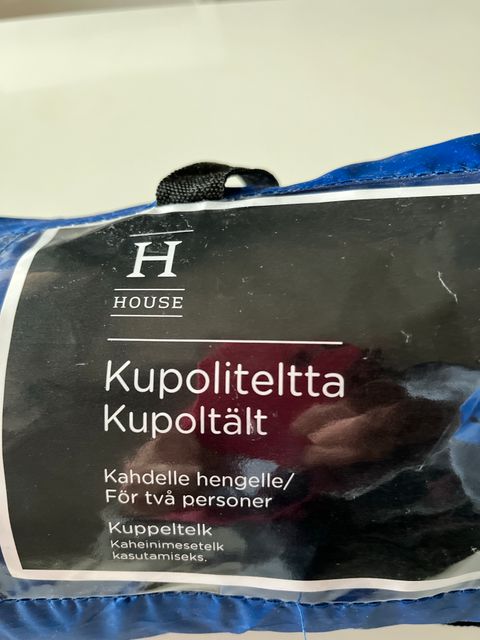 H
HOUSE
Kupoliteltta
Kupoltält
Kahdelle hengelle/
För två personer
Kuppeltelk
Kaheinimesetelk
kasutamiseks.